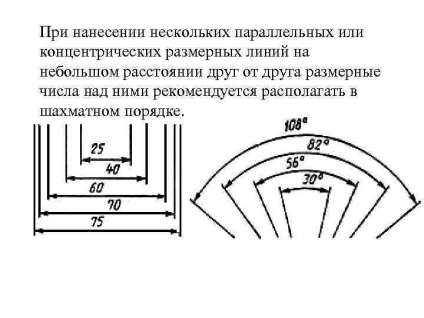 При нанесении нескольких параллельных или
концентрических размерных линий на
небольшом расстоянии друг от друга размерные
числа над ними рекомендуется располагать в
шахматном порядке.
108°
82°
56°
30°
25
40
60
70
75